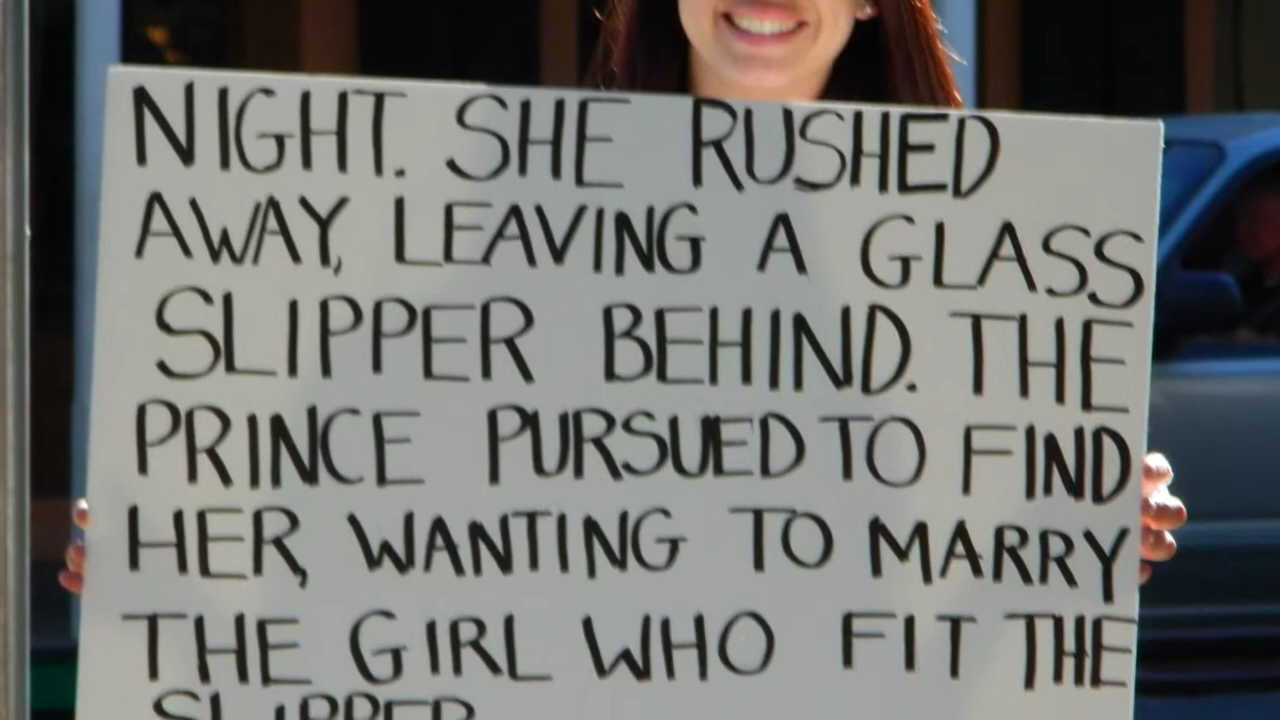 NIGHT. SHE RUSHED
AWAY, LEAVING A GLASS
SLIPPER BEHIND. THE
PRINCE PURSUED TO FIND
HER, WANTING TO MARRY
THE GIRL WHO FIT THE
SLIPPER